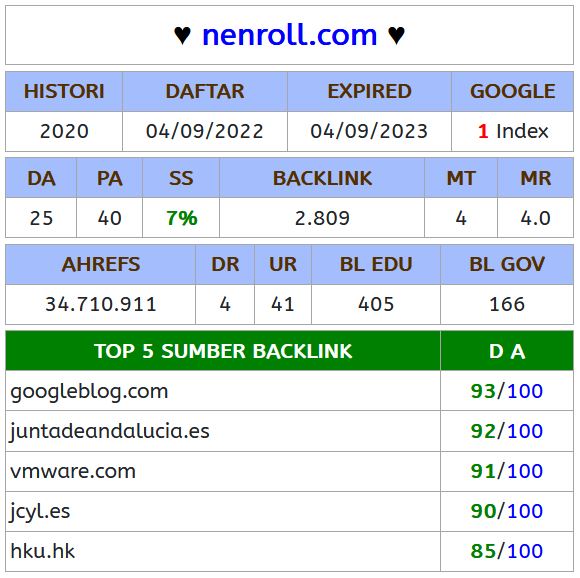 ♥ nenroll.com ♥
HISTORI DAFTAR EXPIRED GOOGLE
2020 04/09/2022 04/09/2023 1 Index
DA PA SS BACKLINK MT MR
25 40 7% 2.809 4 4.0
AHREFS DR UR BL EDU BL GOV
34.710.911 4 41 405 166
TOP 5 SUMBER BACKLINK D A
googleblog.com 93/100
juntadeandalucia.es 92/100
vmware.com 91/100
jcyl.es 90/100
hku.hk 85/100